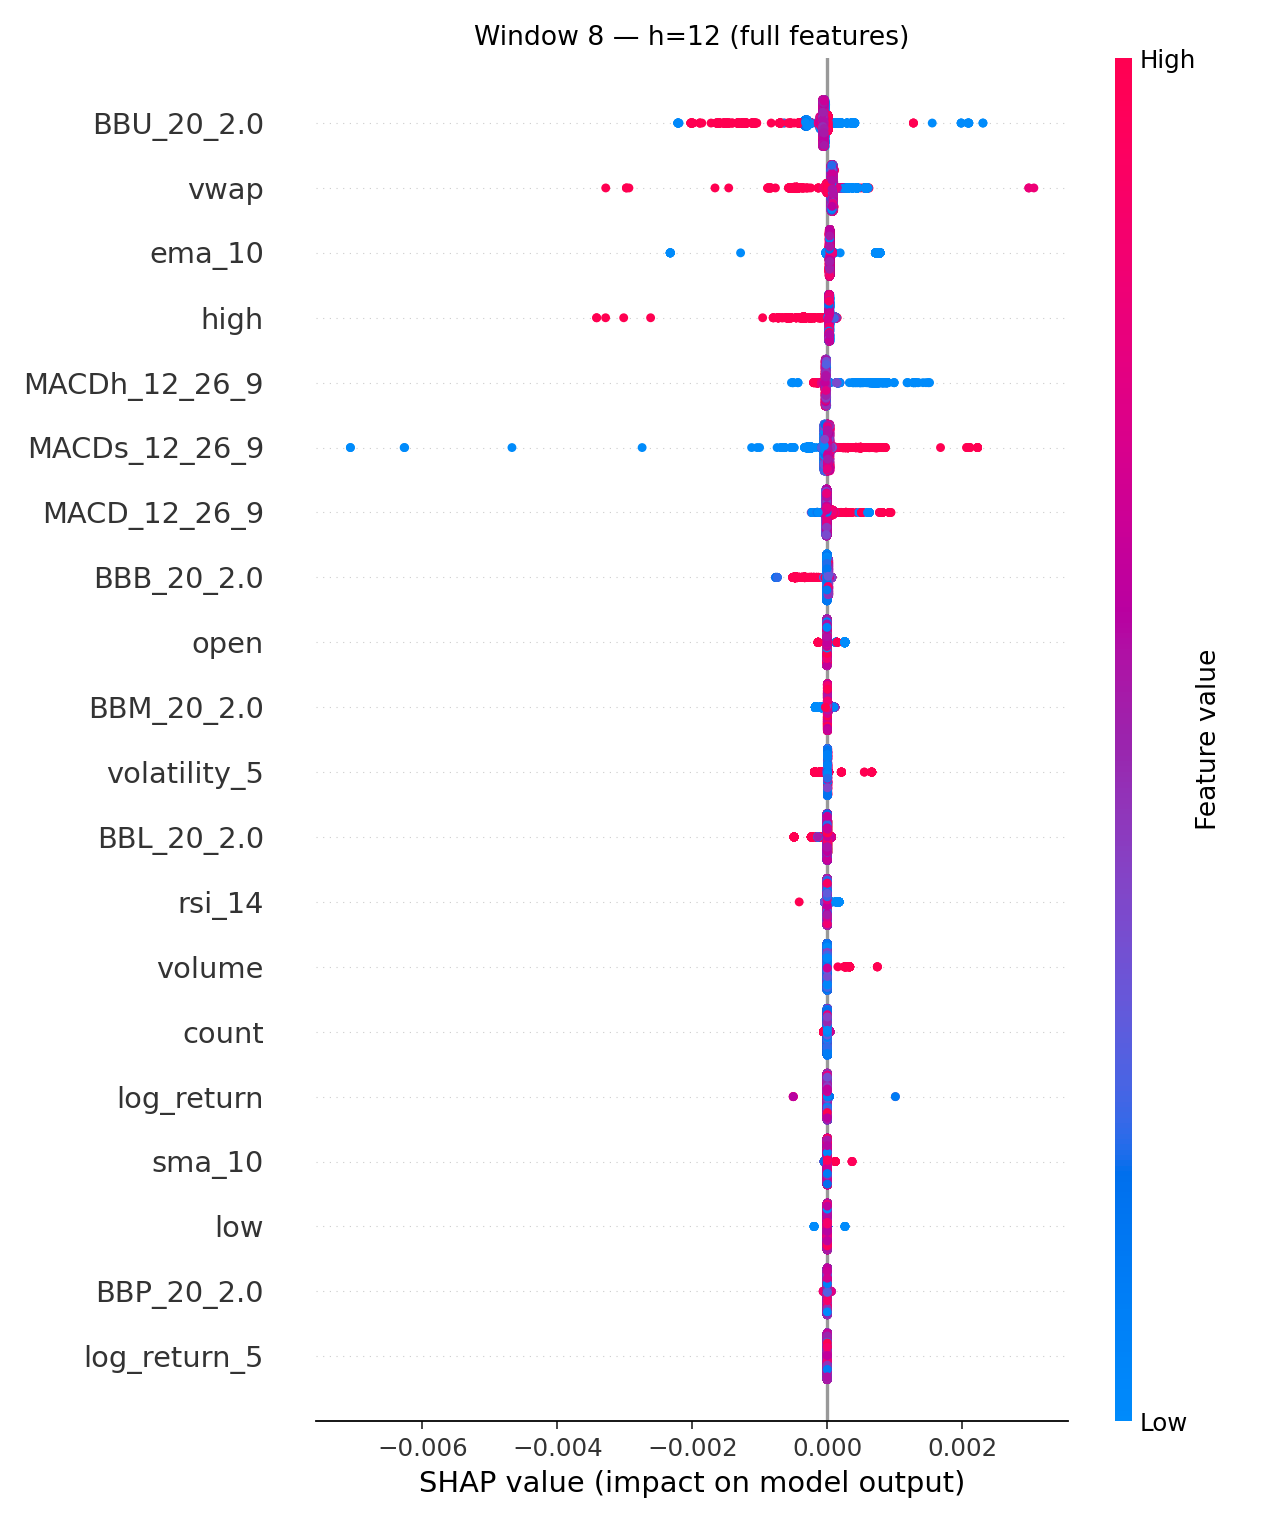 Window 8 — h=12 (full features)
High
BBU_20_2.0
vwap
ema_10
high
MACDh_12_26_9
MACDs_12_26_9
MACD_12_26_9
BBB_20_2.0
open
BBM_20_2.0
volatility_5
BBL_20_2.0
rsi_14
volume
count
log_return
sma_10
low
BBP_20_2.0
log_return_5
Feature value
Low
−0.006 −0.004 −0.002 0.000 0.002
SHAP value (impact on model output)